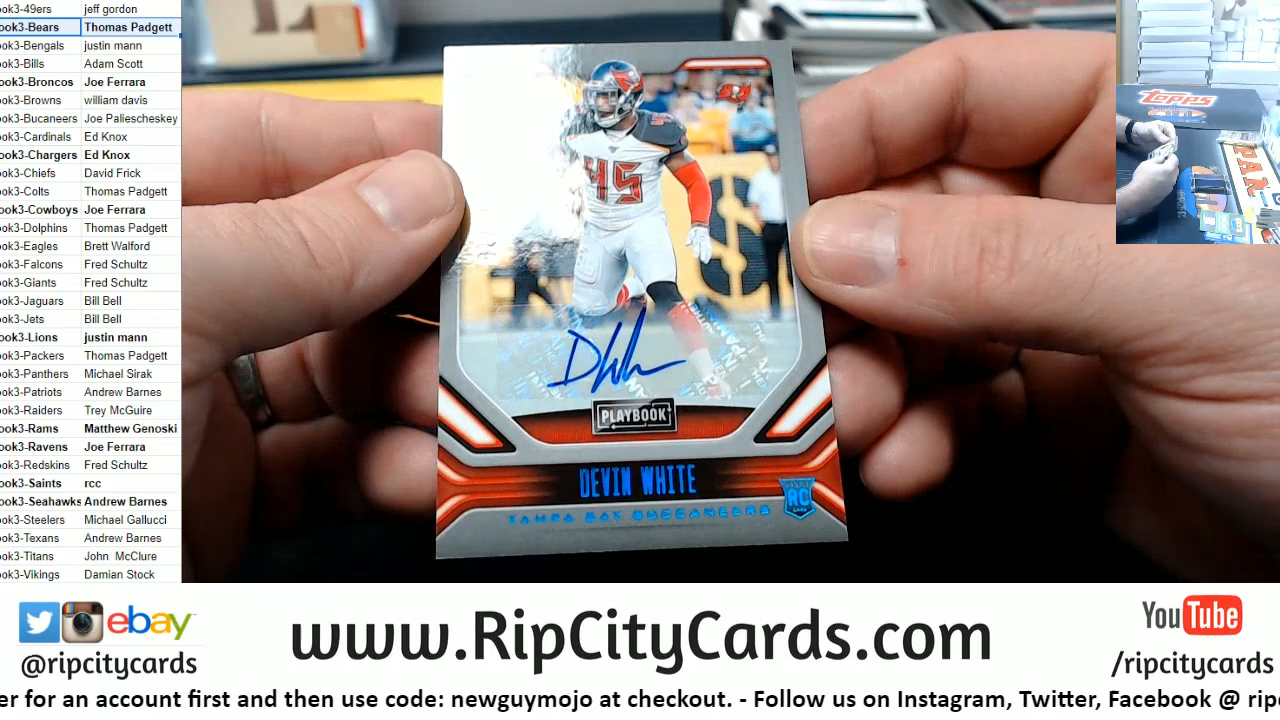 ook3-49ers jeff gordon
ook3-Bears Thomas Padgett
ook3-Bengals justin mann
ook3-Bills Adam Scott
ook3-Broncos Joe Ferrara
ook3-Browns william davis
ook3-Bucaneers Joe Paliescheskey
ook3-Cardinals Ed Knox
ook3-Chargers Ed Knox
ook3-Chiefs David Frick
ook3-Colts Thomas Padgett
ook3-Cowboys Joe Ferrara
ook3-Dolphins Thomas Padgett
ook3-Eagles Brett Walford
ook3-Falcons Fred Schultz
ook3-Giants Fred Schultz
ook3-Jaguars Bill Bell
ook3-Jets Bill Bell
ook3-Lions justin mann
ook3-Packers Thomas Padgett
ook3-Panthers Michael Sirak
ook3-Patriots Andrew Barnes
ook3-Raiders Trey McGuire
ook3-Rams Matthew Genoski
ook3-Ravens Joe Ferrara
ook3-Redskins Fred Schultz
ook3-Saints rcc
ook3-Seahawks Andrew Barnes
ook3-Steelers Michael Gallucci
ook3-Texans Andrew Barnes
ook3-Titans John McClure
ook3-Vikings Damian Stock
45
PLAYBOOK
DEVIN WHITE
RC
TAMPA BAY BUCCANEERS
topps
PAN
ebay
@ripcitycards
www.RipCityCards.com
YouTube
/ripcitycards
er for an account first and then use code: newguymojo at checkout. - Follow us on Instagram, Twitter, Facebook @ ripc